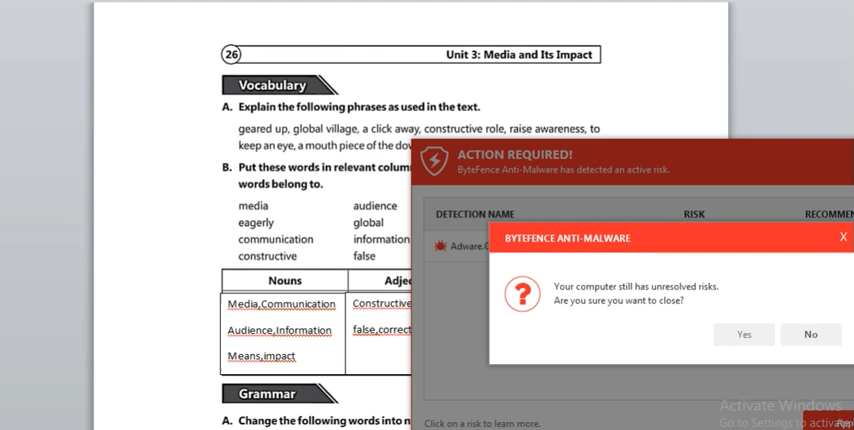 26
Unit 3: Media and Its Impact
Vocabulary
A. Explain the following phrases as used in the text.
geared up, global village, a click away, constructive role, raise awareness, to
keep an eye, a mouth piece of the
B. Put these words in relevant
words belong to.
media audience
eagerly global
communication information
constructive false
Nouns
Media,Communication Constructive
Audience,Information false,correct
Means,impact
Grammar
A. Change the following words into
ACTION REQUIRED!
ByteFence Anti-Malware has detected an active risk.
DETECTION NAME RISK
BYTEFENCE ANTI-MALWARE X
Your computer still has unresolved risks.
Are you sure you want to close?
Yes No
Click on a risk to learn more.
Activate Windows
Go to Settings to